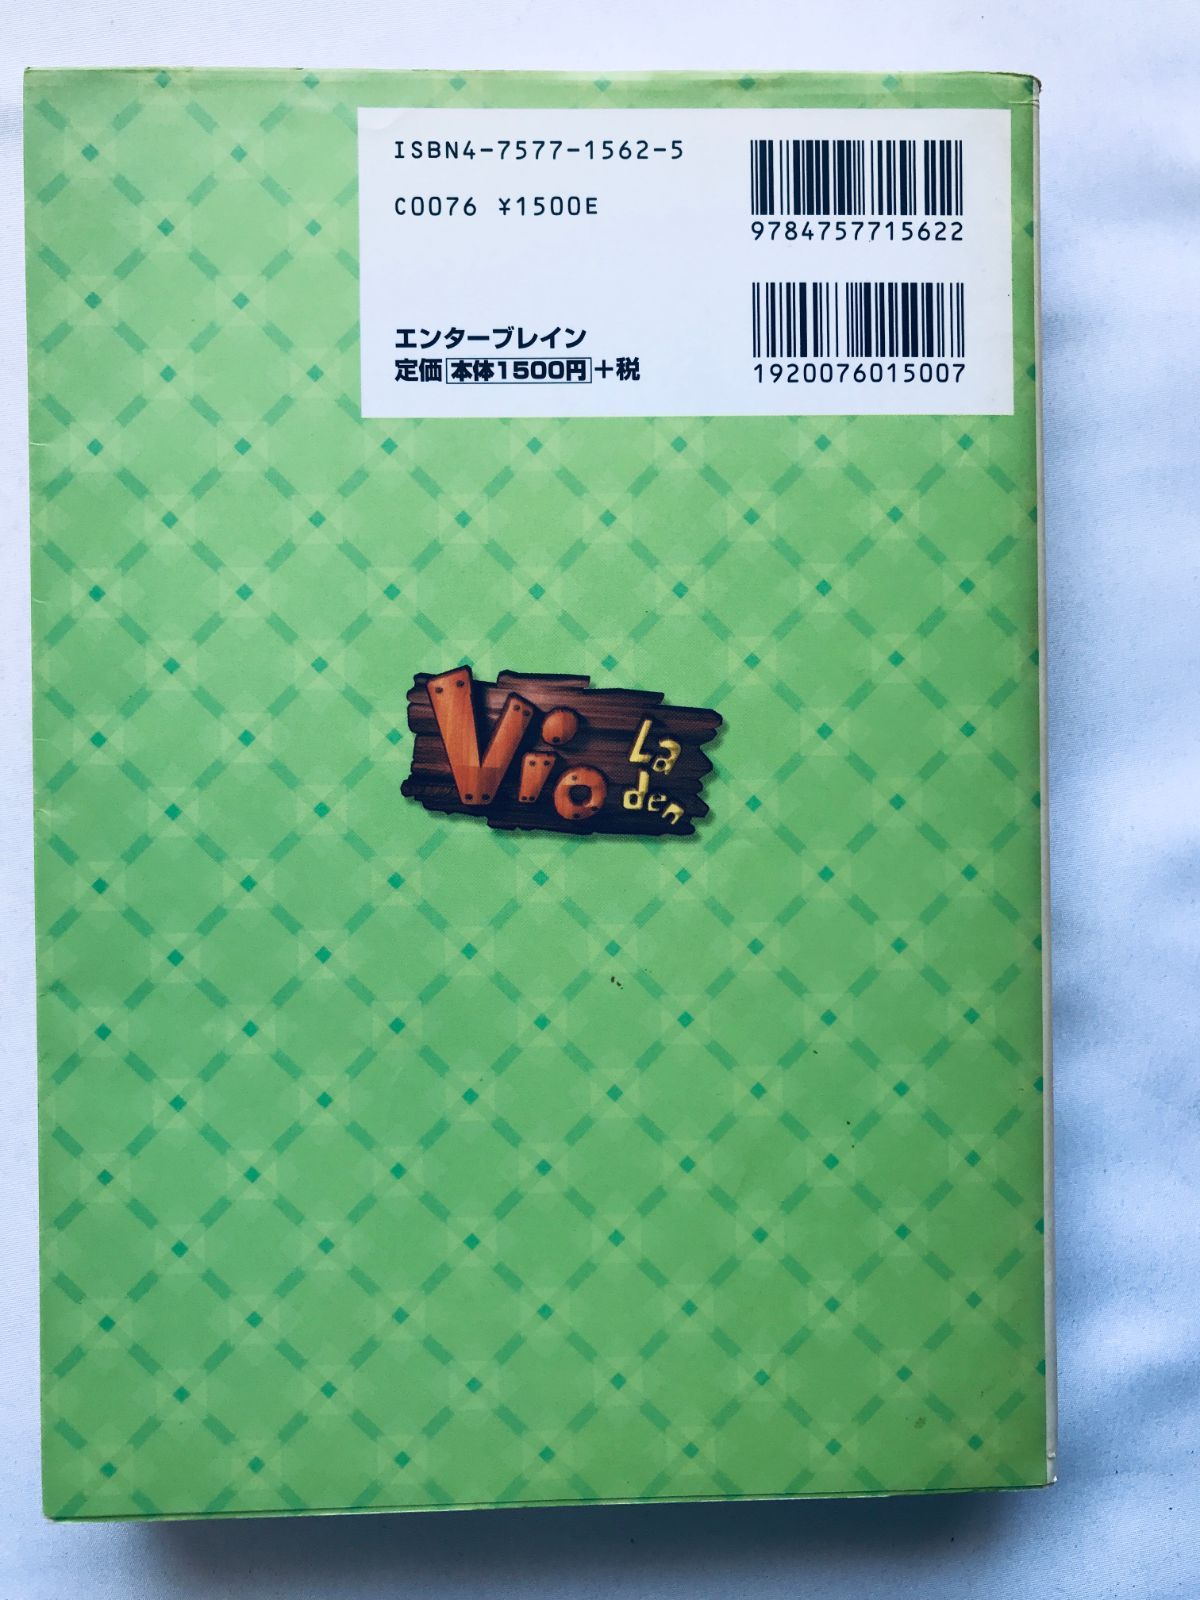 ISBN4-7577-1562-5
C0076 ¥1500E
9784757715622
エンターブレイン
定価 本体1500円 +税
1920076015007
Vio
La
den